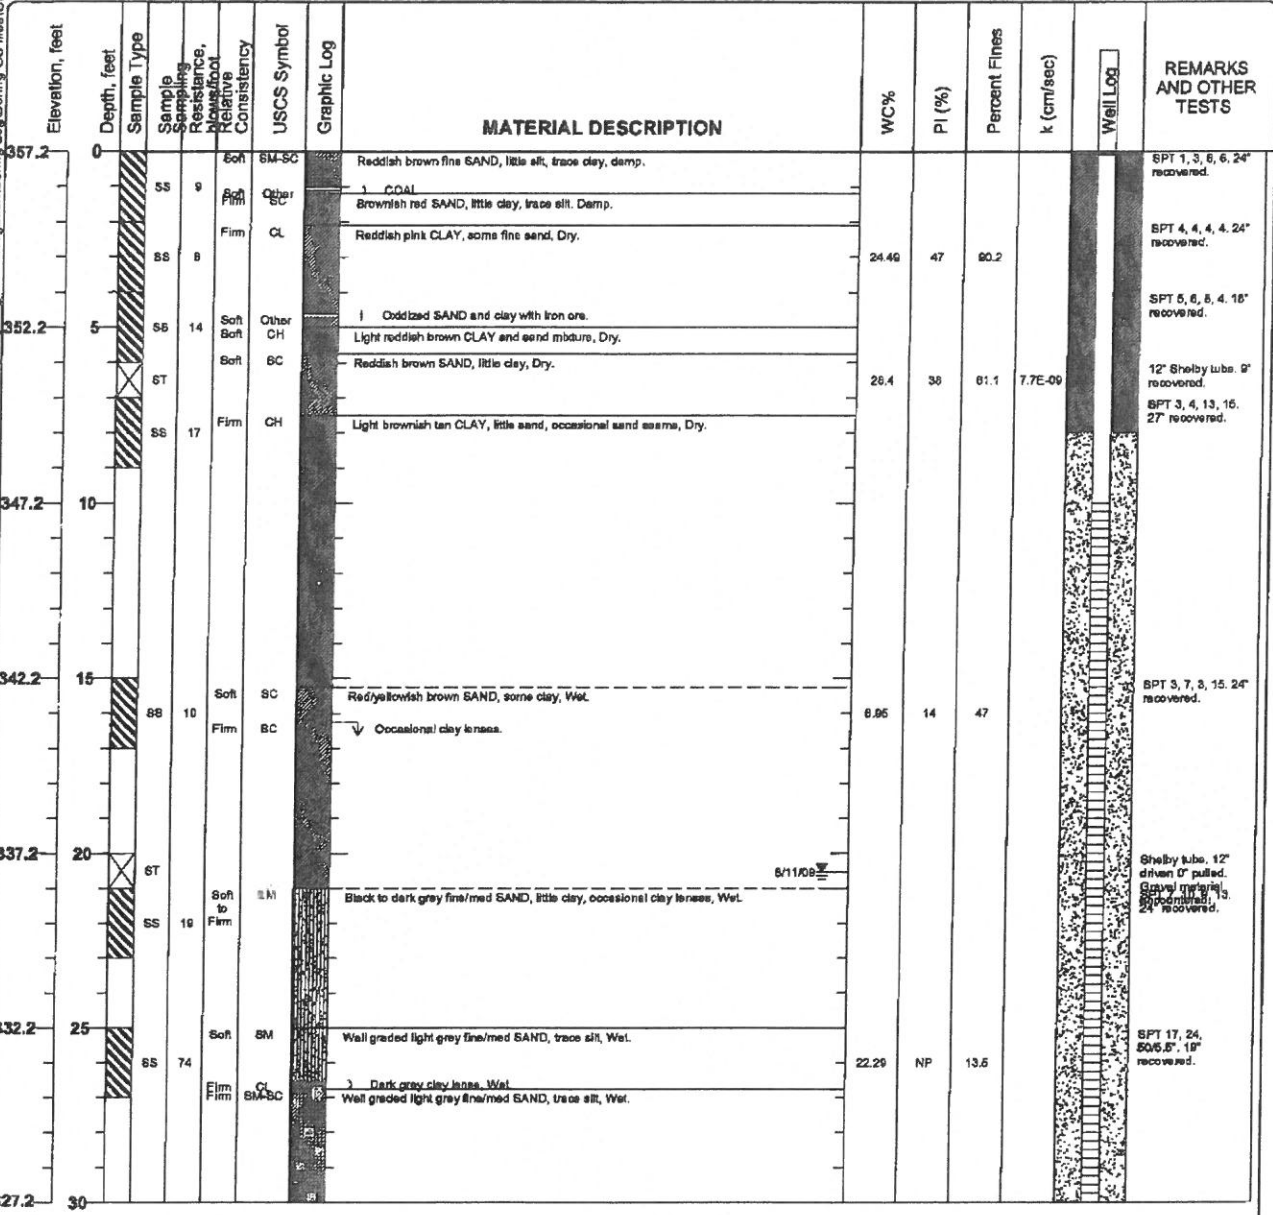 Elevation, feet
Depth, feet
Sample Type
Sample
Sampling
Resistance,
blows/foot
Relative
Consistency
USCS Symbol
Graphic Log
MATERIAL DESCRIPTION
WC%
PI (%)
Percent Fines
k (cm/sec)
Well Log
REMARKS
AND OTHER
TESTS
357.2 0
Soft SM-SC Reddish brown fine SAND, little silt, trace clay, damp.
SPT 1, 3, 6, 6. 24"
recovered.
SS 9
Soft Other COAL
Firm SC Brownish red SAND, little clay, trace silt. Damp.
Firm CL Reddish pink CLAY, some fine sand, Dry.
SPT 4, 4, 4, 4. 24"
recovered.
SS 8 24.49 47 90.2
SPT 5, 6, 8, 4. 18"
recovered.
Soft Other Oxidized SAND and clay with iron ore.
352.2 5 SS 14
Soft CH Light reddish brown CLAY and sand mixture, Dry.
Soft SC Reddish brown SAND, little clay, Dry.
ST 38 61.1 7.7E-09
12" Shelby tube. 9"
recovered.
SPT 3, 4, 13, 15.
27" recovered.
SS 17 Firm CH Light brownish tan CLAY, little sand, occasional sand seams, Dry.
347.2 10
342.2 15
Soft SC Red/yellowish brown SAND, some clay, Wet.
SPT 3, 7, 3, 15. 24"
recovered.
SS 10 6.95 14 47
Firm SC Occasional clay lenses.
337.2 20
ST
Shelby tube, 12"
driven 0" pulled.
Gravel material
encountered.
24" recovered.
Soft
to
Firm
Black to dark grey fine/med SAND, little clay, occasional clay lenses, Wet.
SS 19
332.2 25
Soft SM Well graded light grey fine/med SAND, trace silt, Wet.
SPT 17, 24,
50/5.5". 19"
recovered.
SS 74 22.29 NP 13.5
Firm CL Dark grey clay lense, Wet
Firm SM-SC Well graded light grey fine/med SAND, trace silt, Wet.
27.2 30